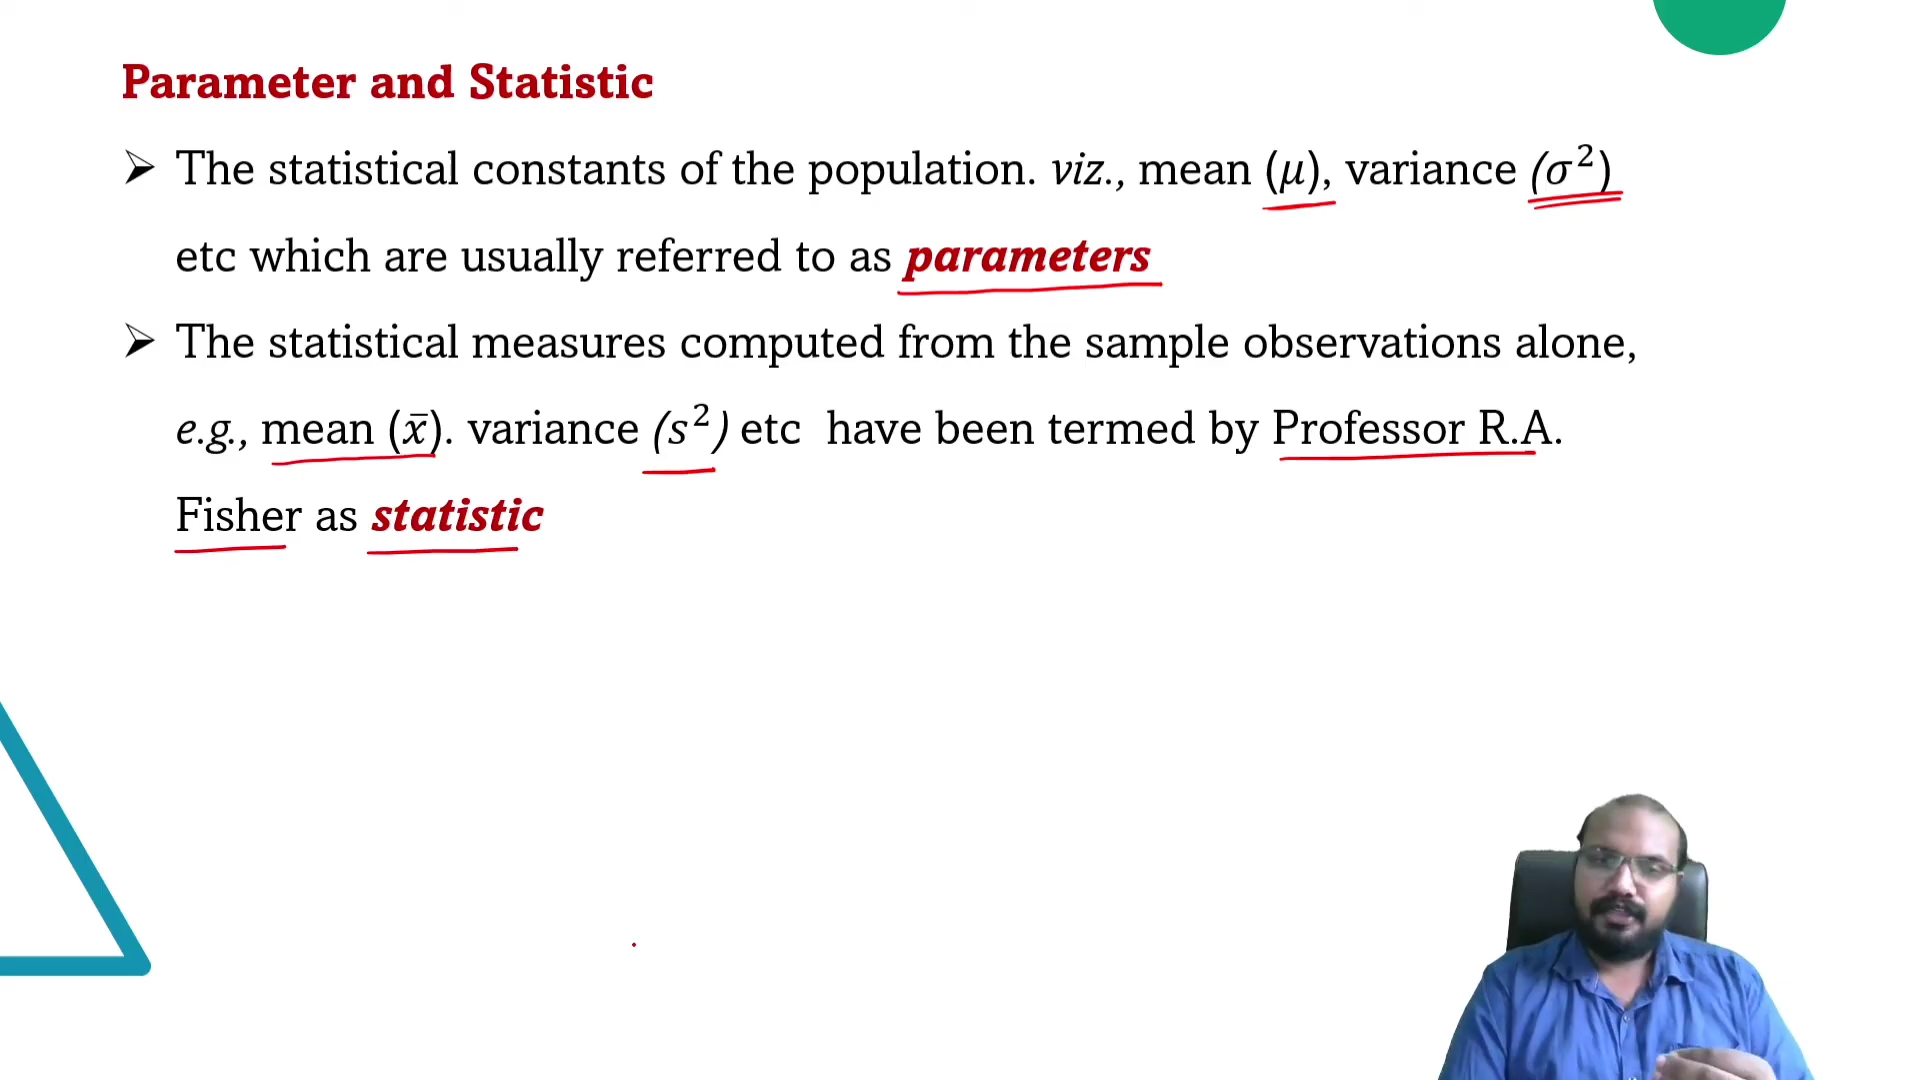 Parameter and Statistic
➢ The statistical constants of the population. viz., mean (μ), variance (σ²)
etc which are usually referred to as parameters
➢ The statistical measures computed from the sample observations alone,
e.g., mean (x̄). variance (s²) etc have been termed by Professor R.A.
Fisher as statistic